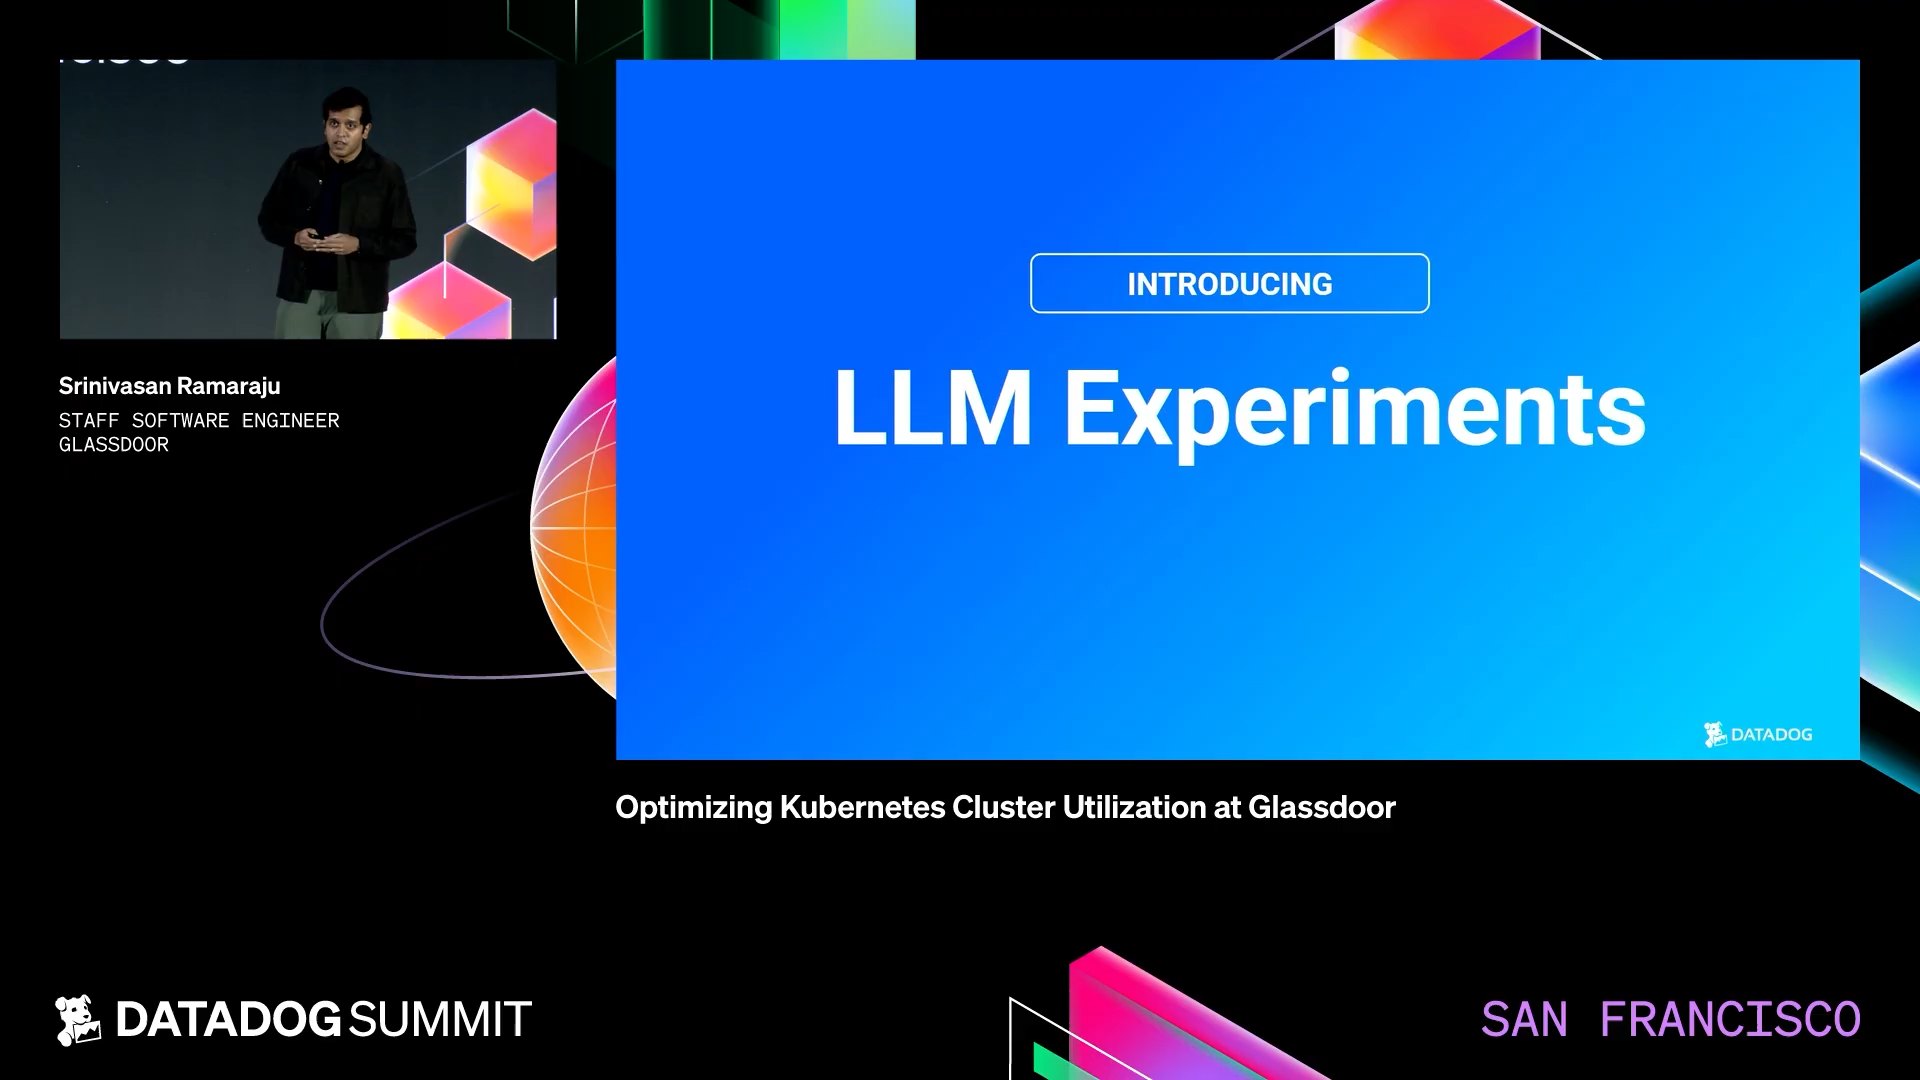 Srinivasan Ramaraju
STAFF SOFTWARE ENGINEER
GLASSDOOR
INTRODUCING
LLM Experiments
DATADOG
Optimizing Kubernetes Cluster Utilization at Glassdoor
DATADOG SUMMIT
SAN FRANCISCO